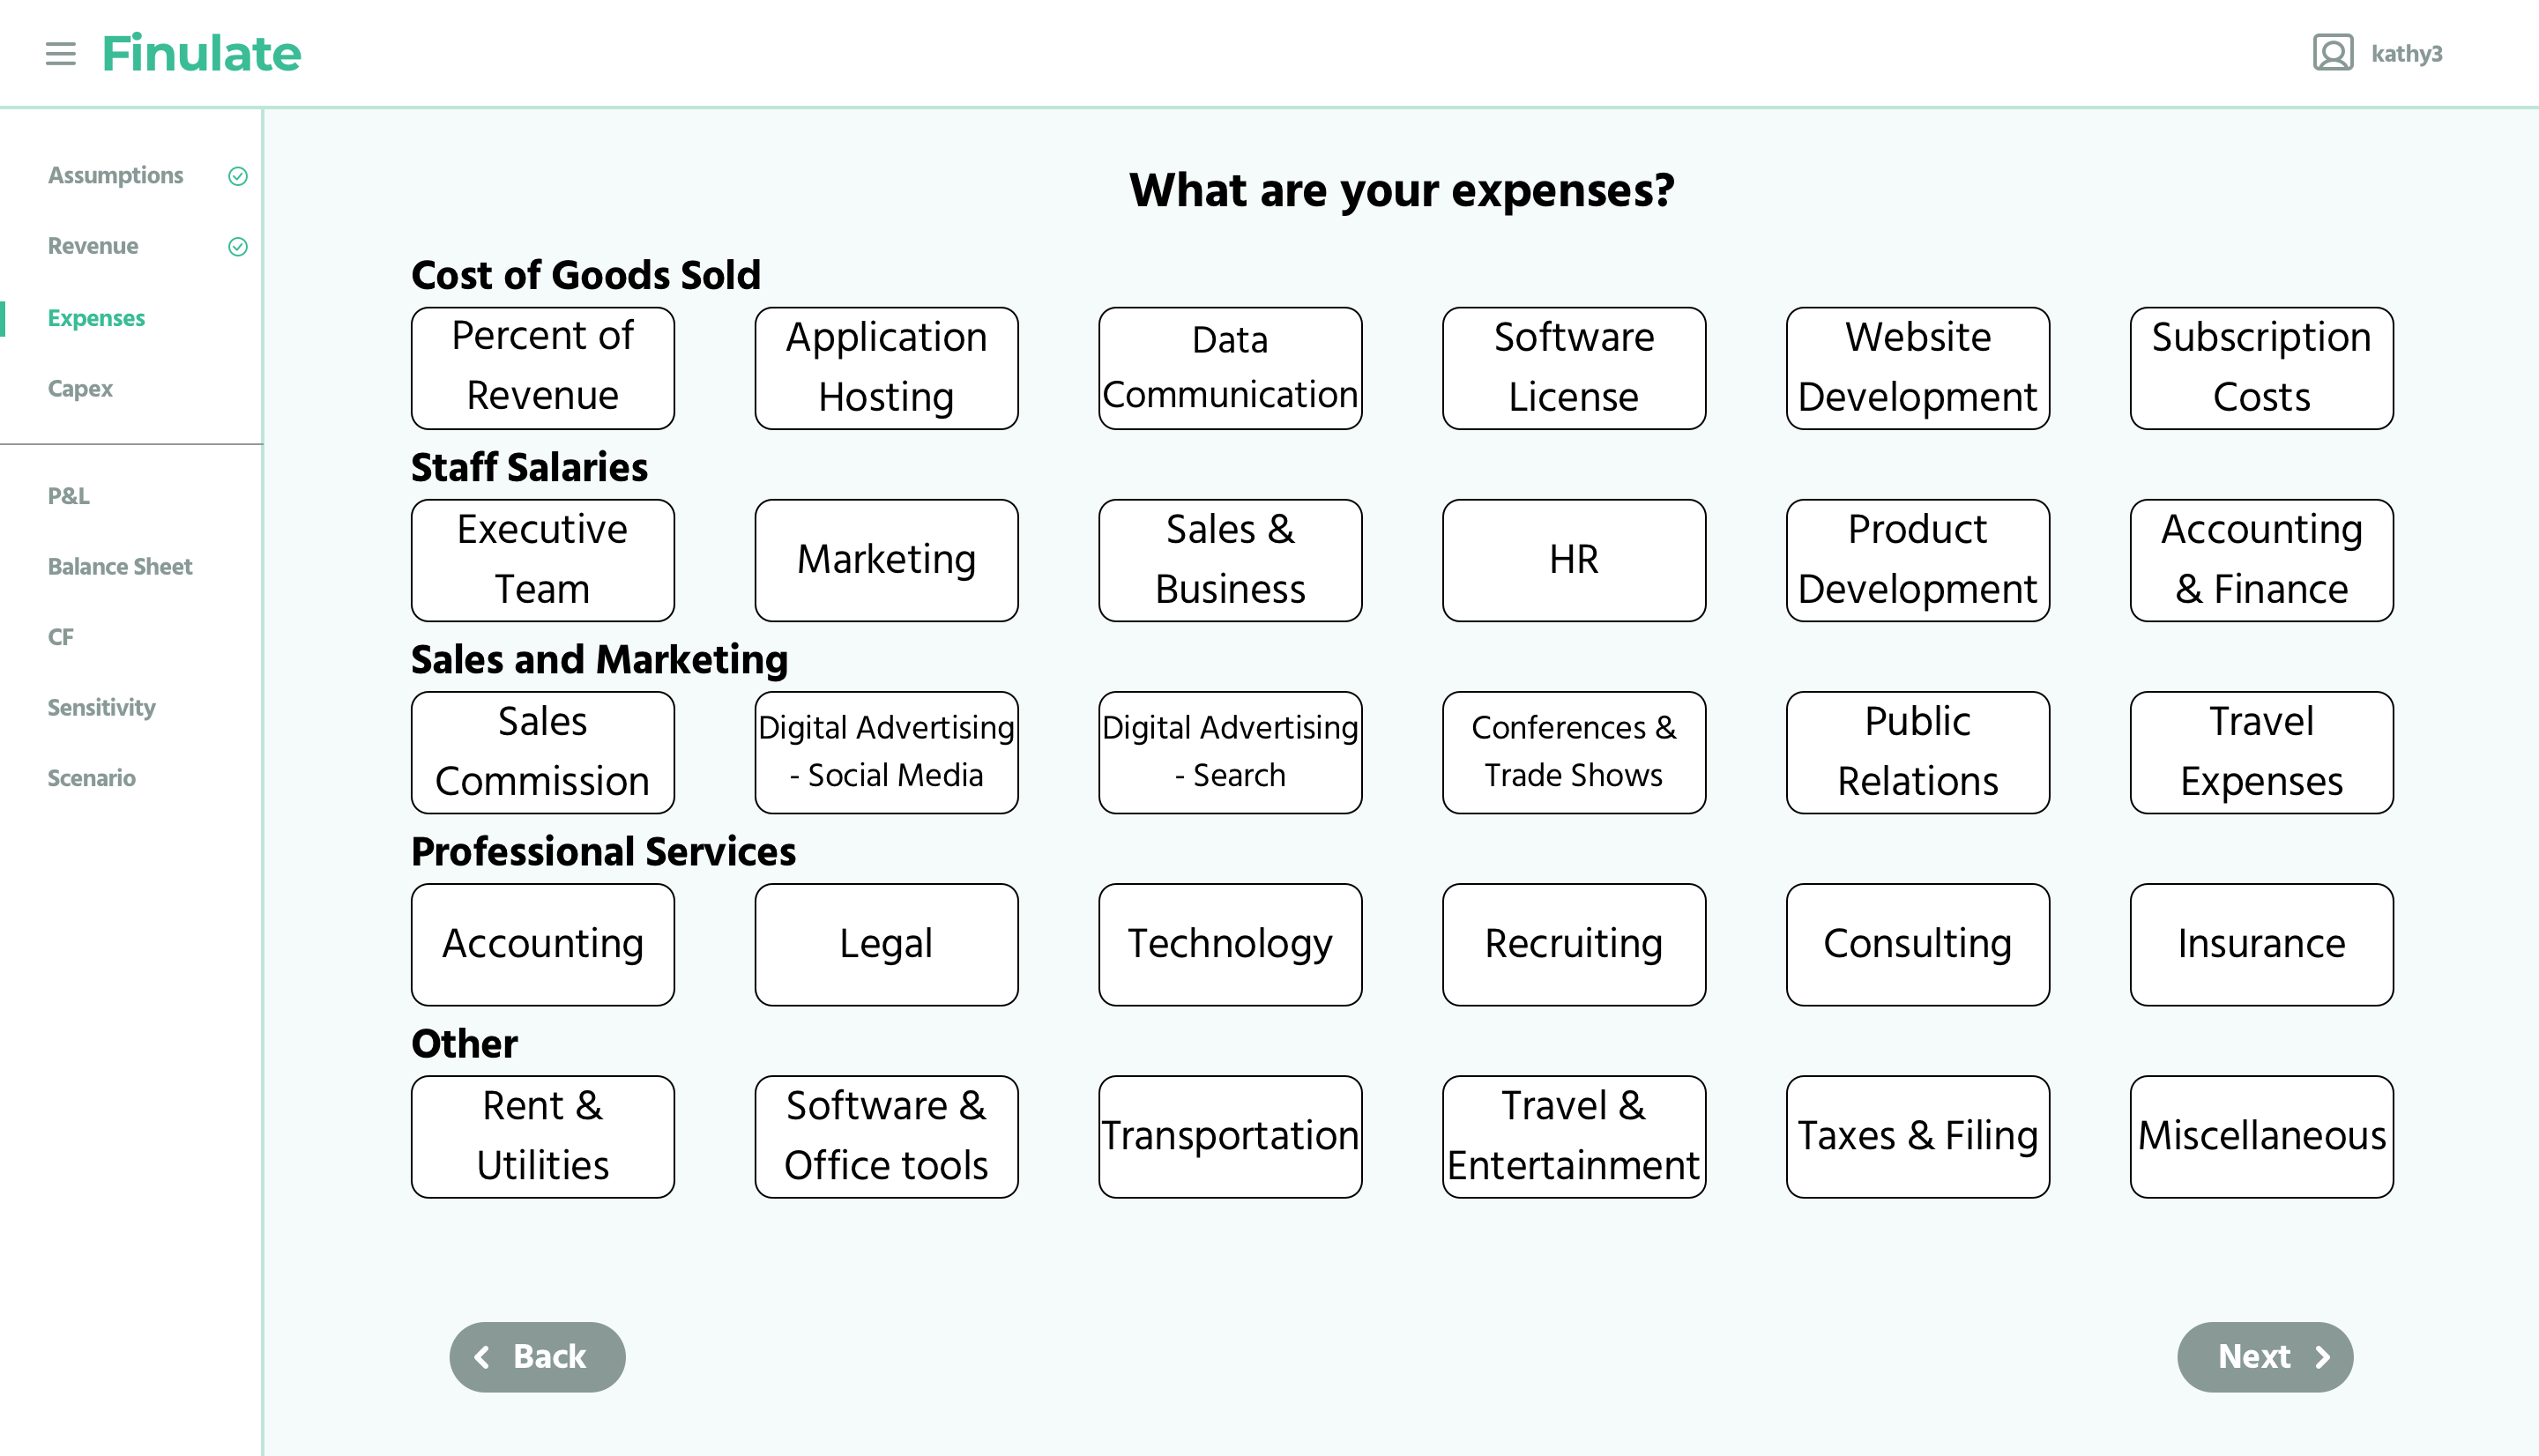 Finulate
kathy3
Assumptions
Revenue
Expenses
Capex
P&L
Balance Sheet
CF
Sensitivity
Scenario
What are your expenses?
Cost of Goods Sold
Percent of
Revenue
Application
Hosting
Data
Communication
Software
License
Website
Development
Subscription
Costs
Staff Salaries
Executive
Team
Marketing
Sales &
Business
HR
Product
Development
Accounting
& Finance
Sales and Marketing
Sales
Commission
Digital Advertising
- Social Media
Digital Advertising
- Search
Conferences &
Trade Shows
Public
Relations
Travel
Expenses
Professional Services
Accounting
Legal
Technology
Recruiting
Consulting
Insurance
Other
Rent &
Utilities
Software &
Office tools
Transportation
Travel &
Entertainment
Taxes & Filing
Miscellaneous
Back
Next